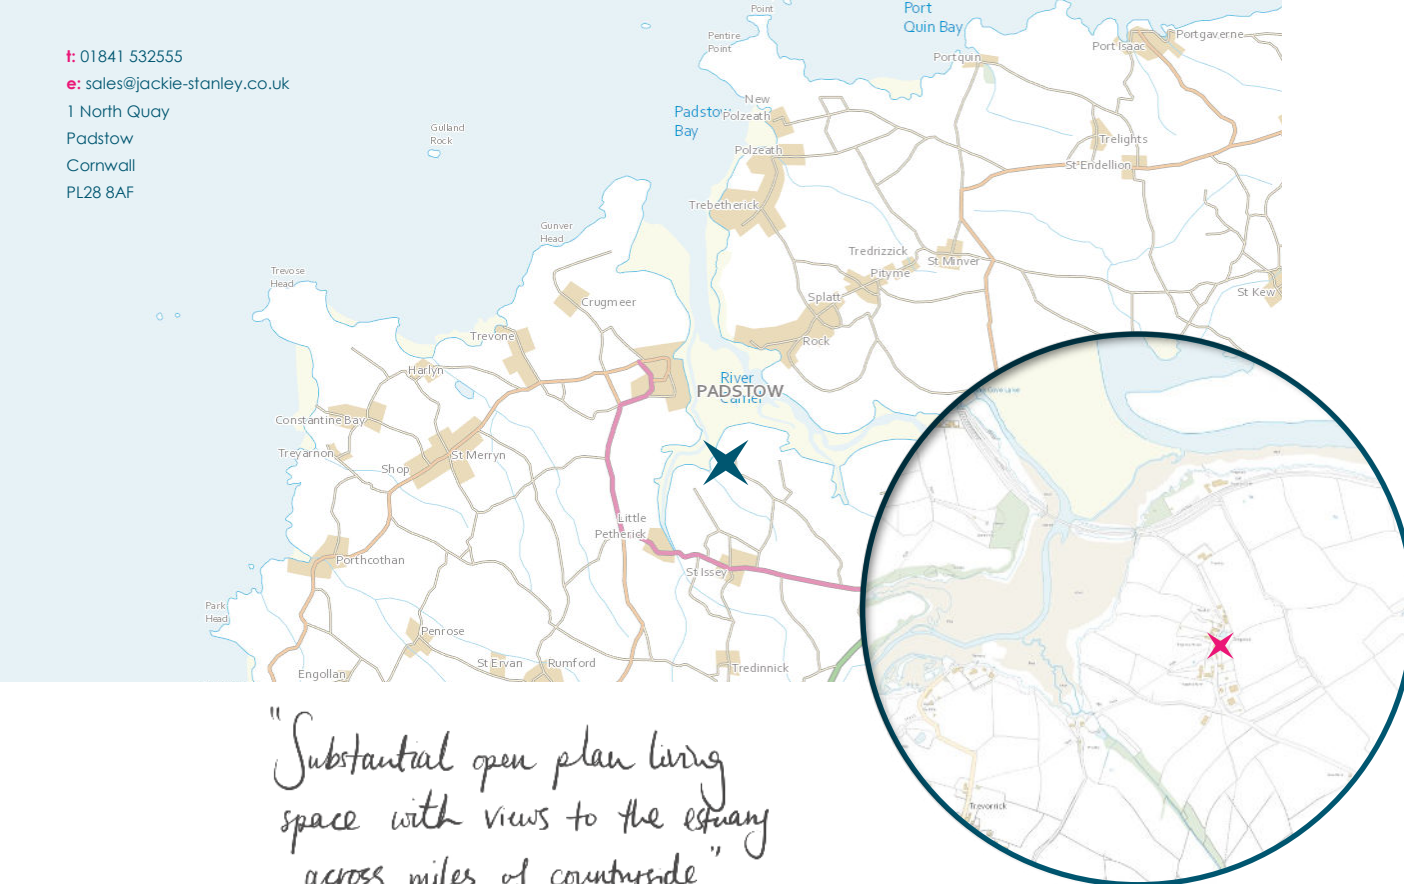 t: 01841 532555
e: sales@jackie-stanley.co.uk
1 North Quay
Padstow
Cornwall
PL28 8AF
Point
Port
Quin Bay
Pentire
Point
Portquin
Port Isaac
Portgaverne
Gulland
Rock
Padstow
Bay
New
Polzeath
Polzeath
Trelights
St Endellion
Trebetherick
Gunver
Head
Tredrizzick
St Minver
Pityme
Trevose
Head
Crugmeer
Splatt
St Kew
Trevone
Rock
Harlyn
River
Camel
PADSTOW
Constantine Bay
Treyarnon
Shop
St Merryn
Little
Petherick
Porthcothan
St Issey
Park
Head
Penrose
St Ervan
Rumford
Tredinnick
Engollan
Trevorrick
"Substantial open plan living
space with views to the estuary
across miles of countryside"